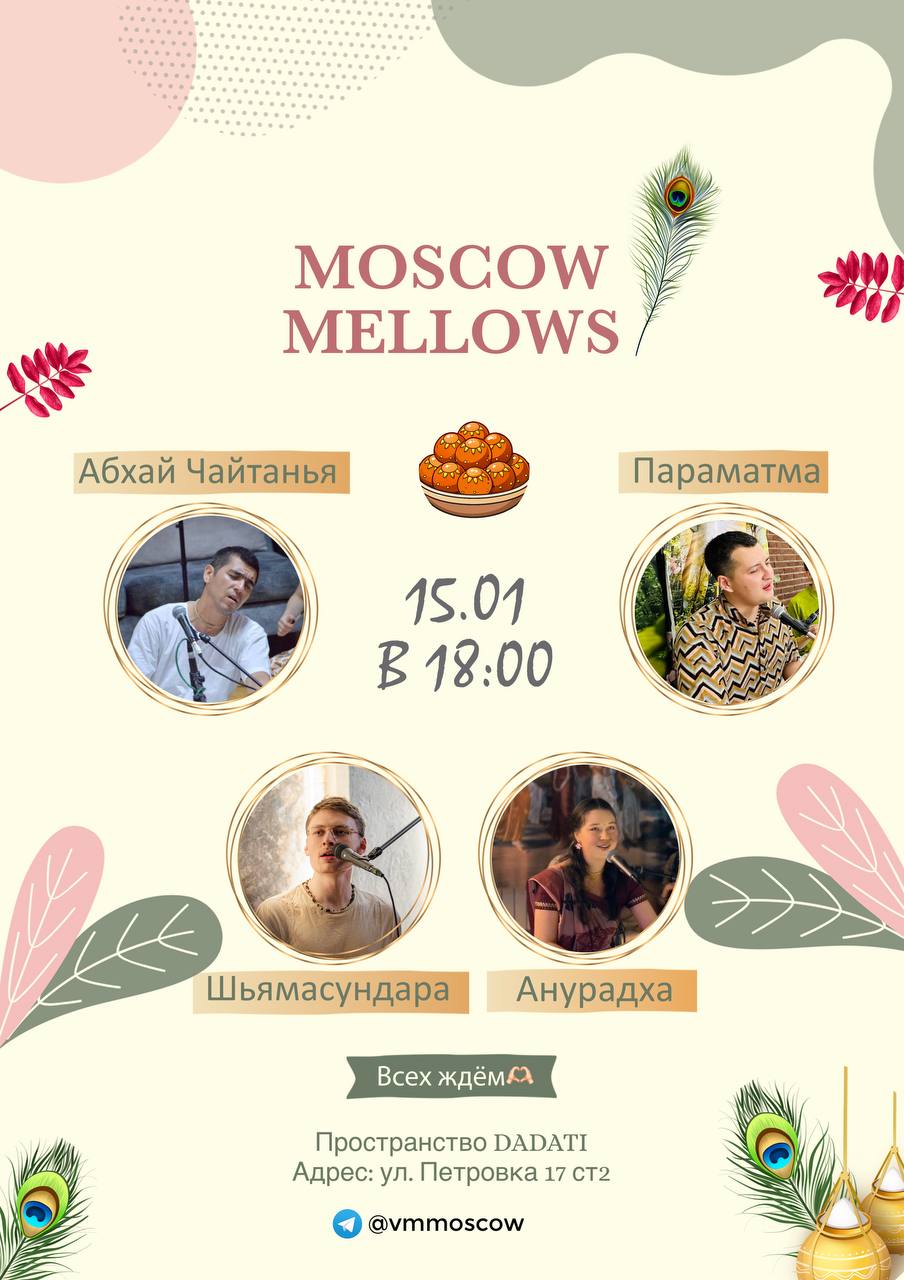 MOSCOW
MELLOWS
Абхай Чайтанья
Параматма
15.01
В 18:00
Шьямасундара
Анурадха
Всех ждём🫶🏻
Пространство DADATI
Адрес: ул. Петровка 17 ст2
@vmmoscow